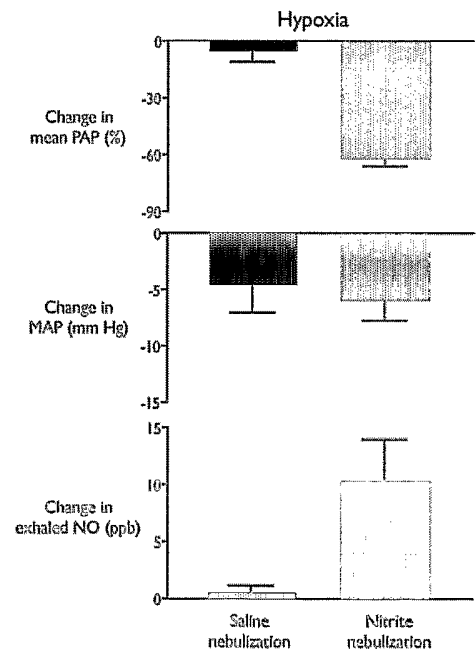 Hypoxia
0
-30
-60
-90
Change in
mean PAP (%)
0
-5
-10
-15
Change in
MAP (mm Hg)
15
10
5
0
Change in
exhaled NO (ppb)
Saline
nebulization
Nitrite
nebulization